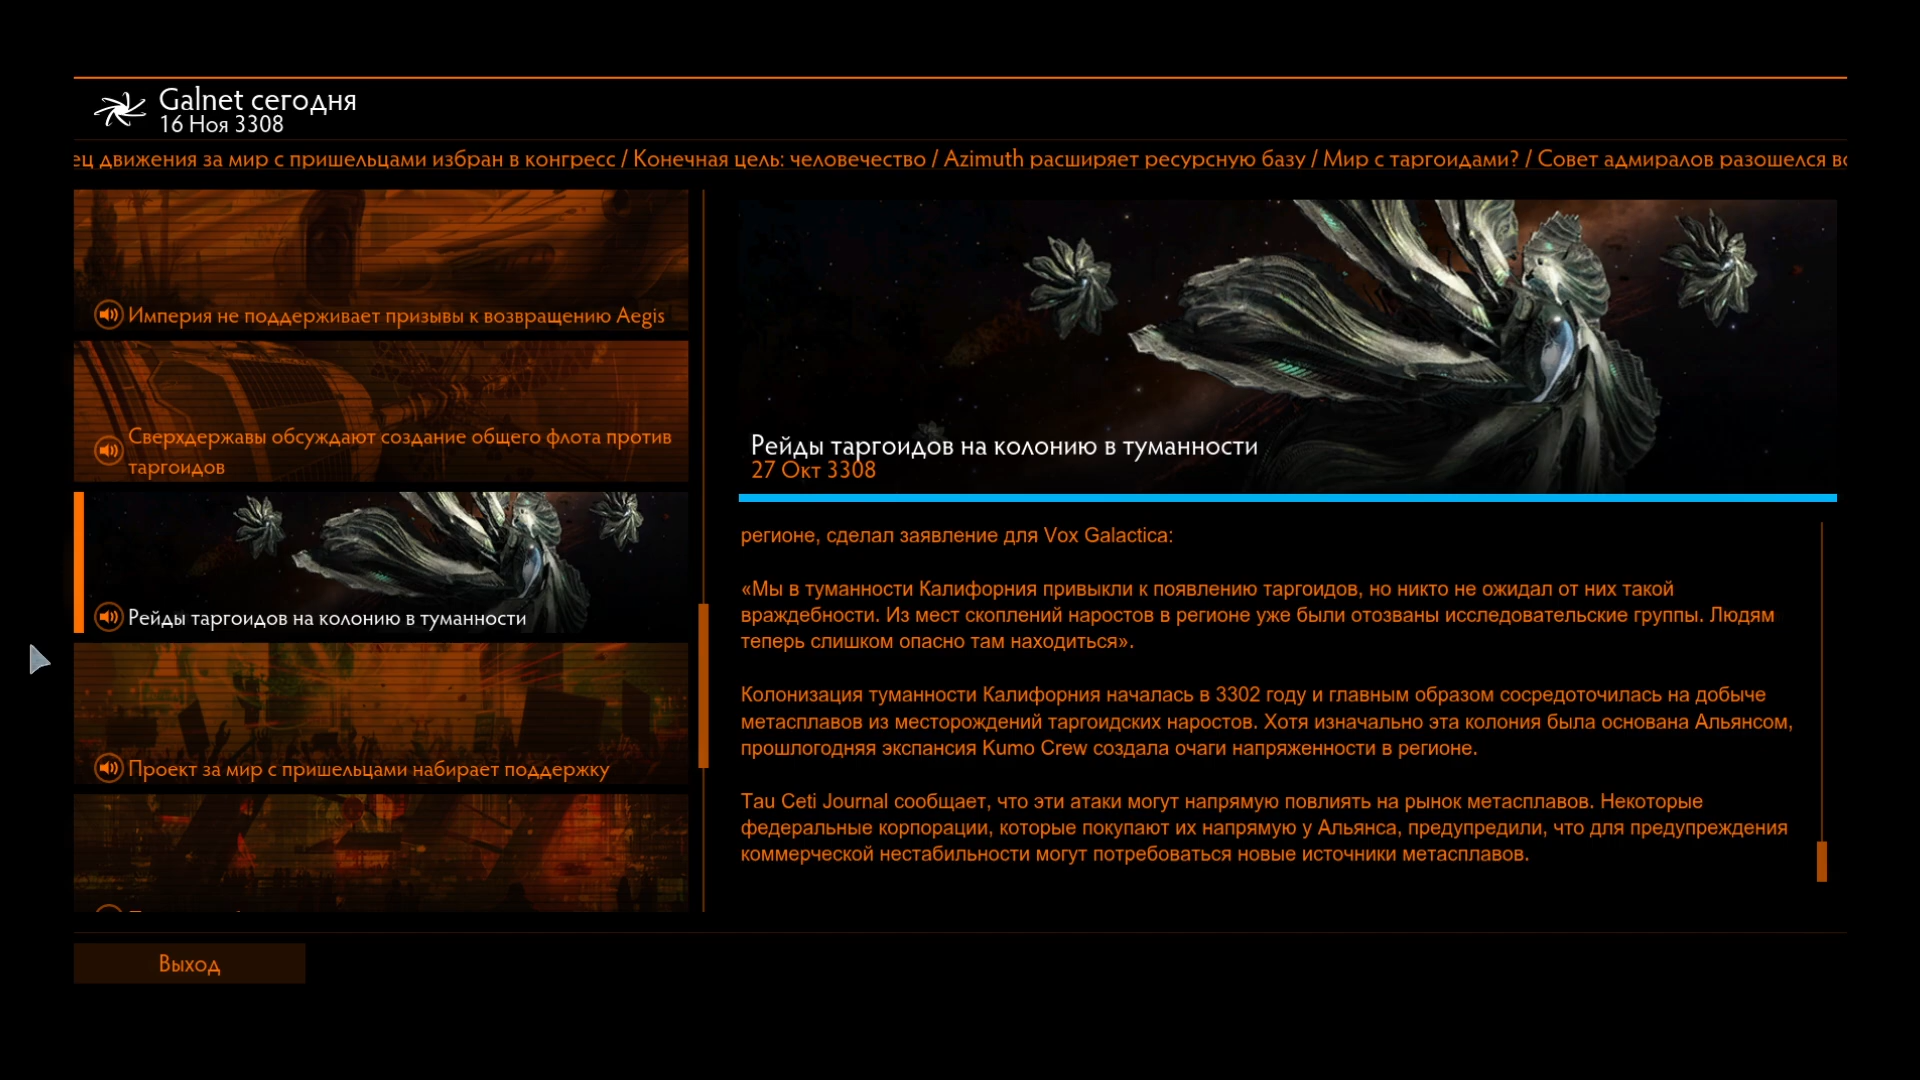 Galnet сегодня
16 Ноя 3308
ец движения за мир с пришельцами избран в конгресс / Конечная цель: человечество / Azimuth расширяет ресурсную базу / Мир с таргоидами? / Совет адмиралов разошелся
Империя не поддерживает призывы к возвращению Aegis
Сверхдержавы обсуждают создание общего флота против
таргоидов
Рейды таргоидов на колонию в туманности
Проект за мир с пришельцами набирает поддержку
Рейды таргоидов на колонию в туманности
27 Окт 3308
регионе, сделал заявление для Vox Galactica:
«Мы в туманности Калифорния привыкли к появлению таргоидов, но никто не ожидал от них такой
враждебности. Из мест скоплений наростов в регионе уже были отозваны исследовательские группы. Людям
теперь слишком опасно там находиться».
Колонизация туманности Калифорния началась в 3302 году и главным образом сосредоточилась на добыче
метасплавов из месторождений таргоидских наростов. Хотя изначально эта колония была основана Альянсом,
прошлогодняя экспансия Kumo Crew создала очаги напряженности в регионе.
Tau Ceti Journal сообщает, что эти атаки могут напрямую повлиять на рынок метасплавов. Некоторые
федеральные корпорации, которые покупают их напрямую у Альянса, предупредили, что для предупреждения
коммерческой нестабильности могут потребоваться новые источники метасплавов.
Выход